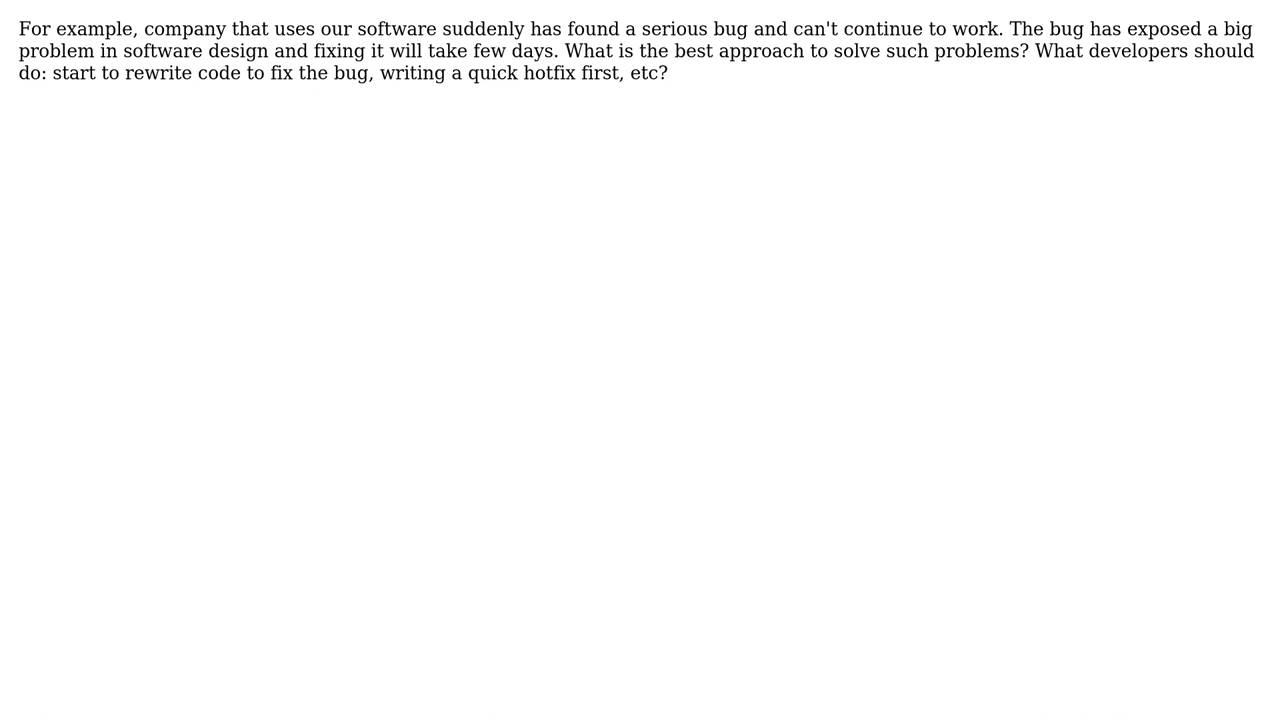 For example, company that uses our software suddenly has found a serious bug and can't continue to work. The bug has exposed a big
problem in software design and fixing it will take few days. What is the best approach to solve such problems? What developers should
do: start to rewrite code to fix the bug, writing a quick hotfix first, etc?